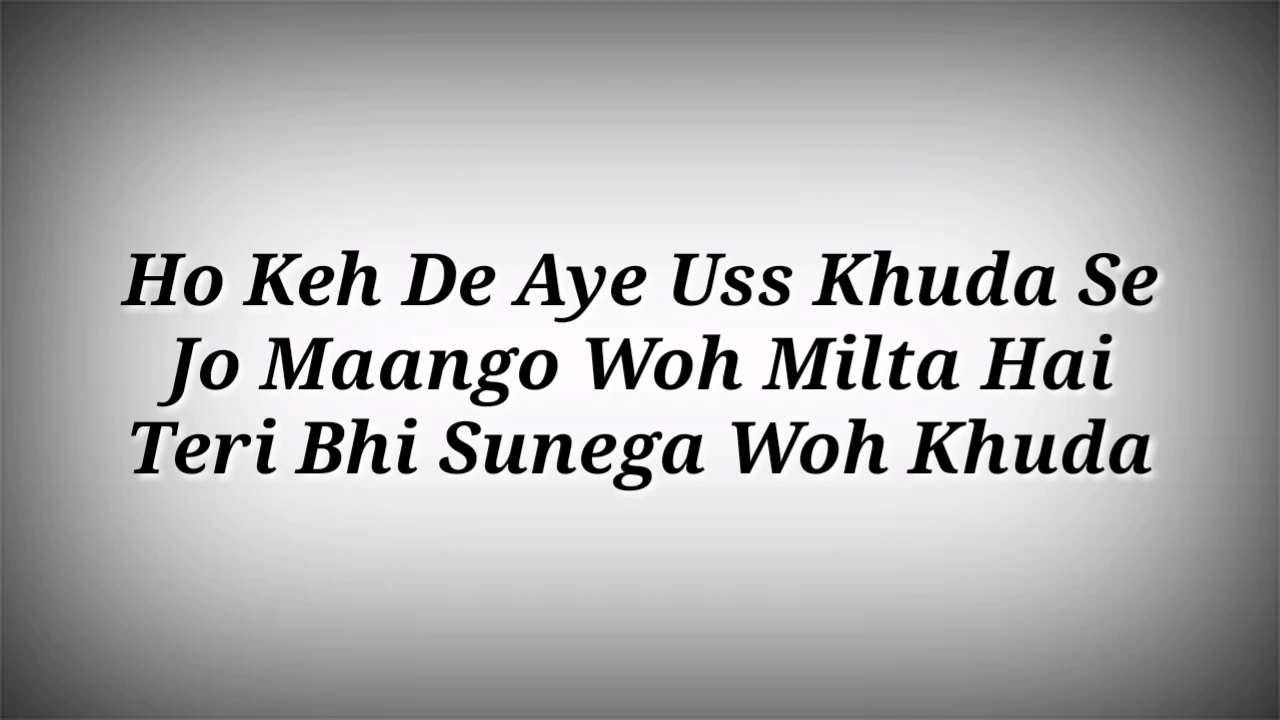 Ho Keh De Aye Uss Khuda Se
Jo Maango Woh Milta Hai
Teri Bhi Sunega Woh Khuda